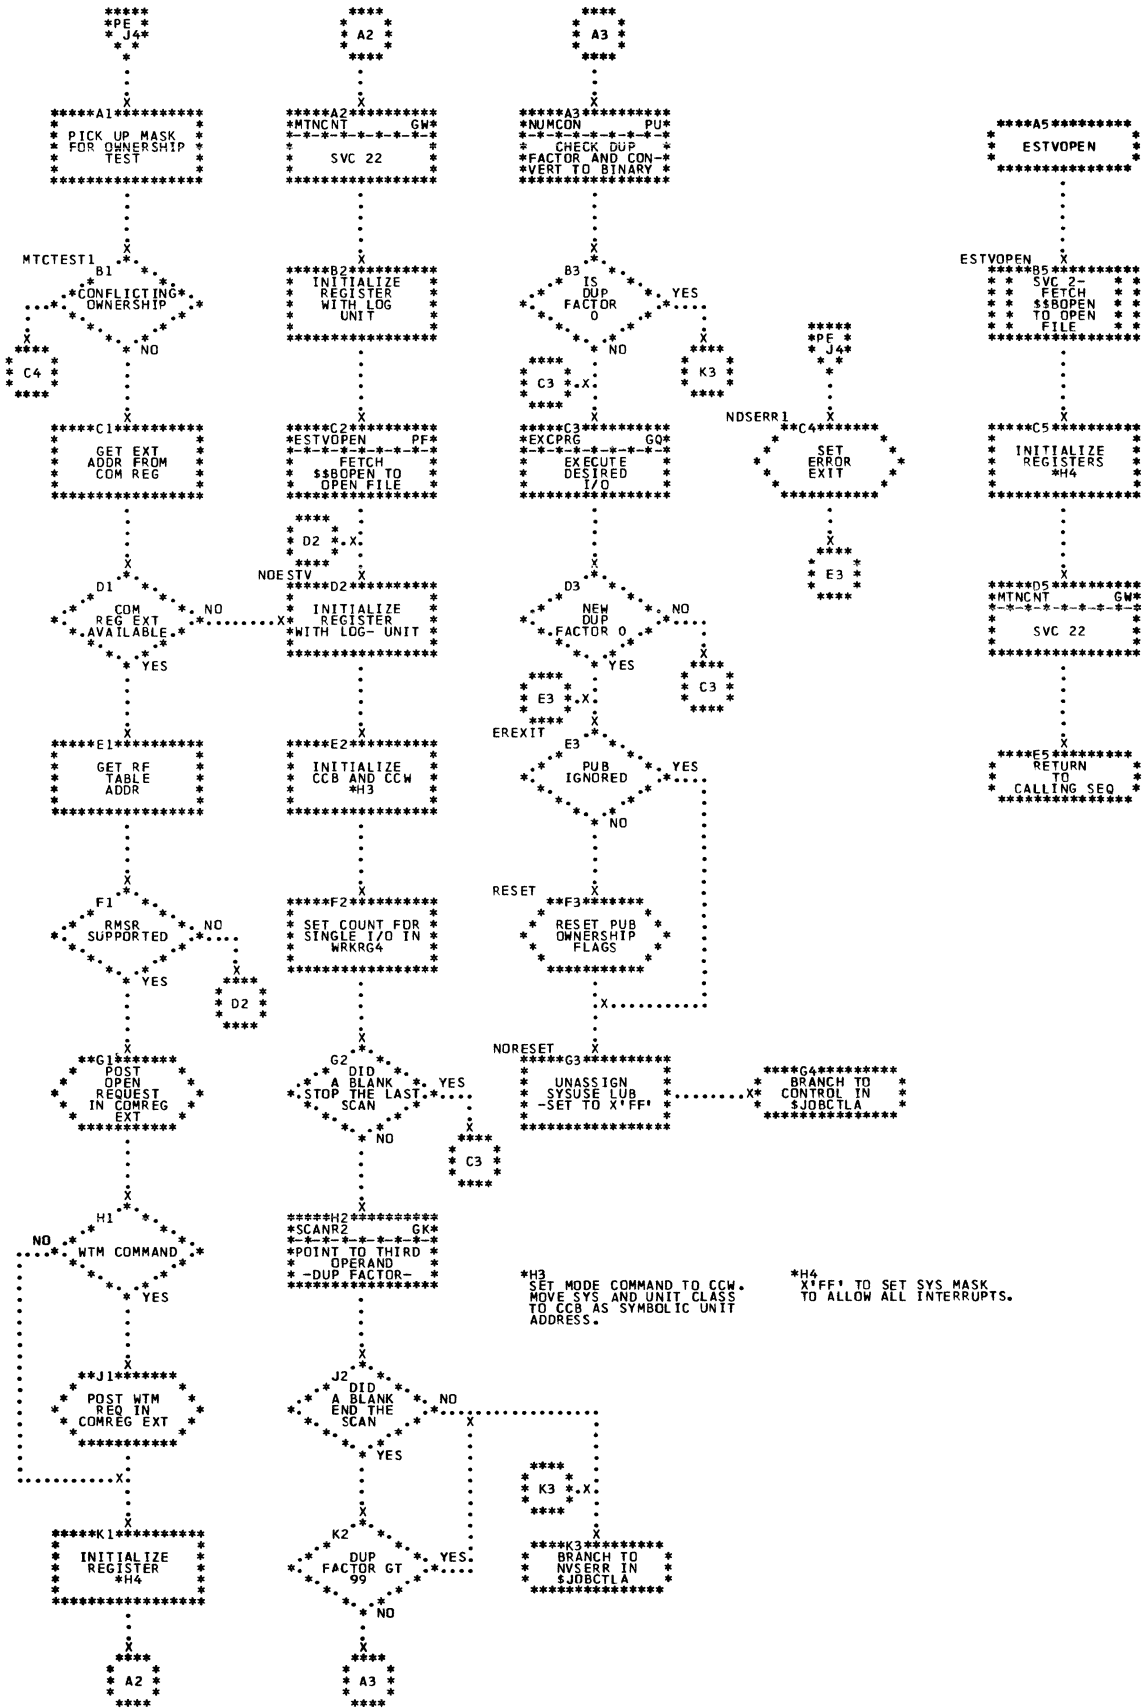 PE
J4
A1
PICK UP MASK
FOR OWNERSHIP
TEST
MTCTEST1
B1
CONFLICTING
OWNERSHIP
NO
C4
C1
GET EXT
ADDR FROM
COM REG
D1
COM
REG EXT
AVAILABLE
NO
YES
E1
GET RF
TABLE
ADDR
F1
RMSR
SUPPORTED
NO
YES
D2
G1
POST
OPEN
REQUEST
IN COMREG
EXT
H1
WTM COMMAND
NO
YES
J1
POST WTM
REQ IN
COMREG EXT
K1
INITIALIZE
REGISTER
*H4
A2
A2
A2
MTNCNT GW
SVC 22
B2
INITIALIZE
REGISTER
WITH LOG
UNIT
C2
ESTVOPEN PF
FETCH
$$BOPEN TO
OPEN FILE
D2
NOESTV
D2
INITIALIZE
REGISTER
WITH LOG- UNIT
E2
INITIALIZE
CCB AND CCW
*H3
F2
SET COUNT FOR
SINGLE I/O IN
WRKRG4
G2
DID
A BLANK
STOP THE LAST
SCAN
YES
NO
C3
H2
SCANR2 GK
POINT TO THIRD
OPERAND
-DUP FACTOR-
J2
DID
A BLANK
END THE
SCAN
NO
YES
K2
DUP
FACTOR GT
99
YES
NO
A3
A3
A3
NUMCON PU
CHECK DUP
FACTOR AND CON-
VERT TO BINARY
B3
IS
DUP
FACTOR
0
YES
NO
K3
C3
C3
EXCPRG GQ
EXECUTE
DESIRED
I/O
D3
NEW
DUP
FACTOR 0
NO
YES
C3
E3
EREXIT
E3
PUB
IGNORED
YES
NO
RESET
F3
RESET PUB
OWNERSHIP
FLAGS
NORESET
G3
UNASSIGN
SYSUSE LUB
-SET TO X'FF'
G4
BRANCH TO
CONTROL IN
$JOBCTLA
*H3
SET MODE COMMAND TO CCW.
MOVE SYS AND UNIT CLASS
TO CCB AS SYMBOLIC UNIT
ADDRESS.
*H4
X'FF' TO SET SYS MASK
TO ALLOW ALL INTERRUPTS.
K3
K3
BRANCH TO
NVSERR IN
$JOBCTLA
PE
J4
NDSERR1
C4
SET
ERROR
EXIT
E3
A5
ESTVOPEN
ESTVOPEN
B5
SVC 2-
FETCH
$$BOPEN
TO OPEN
FILE
C5
INITIALIZE
REGISTERS
*H4
D5
MTNCNT GW
SVC 22
E5
RETURN
TO
CALLING SEQ